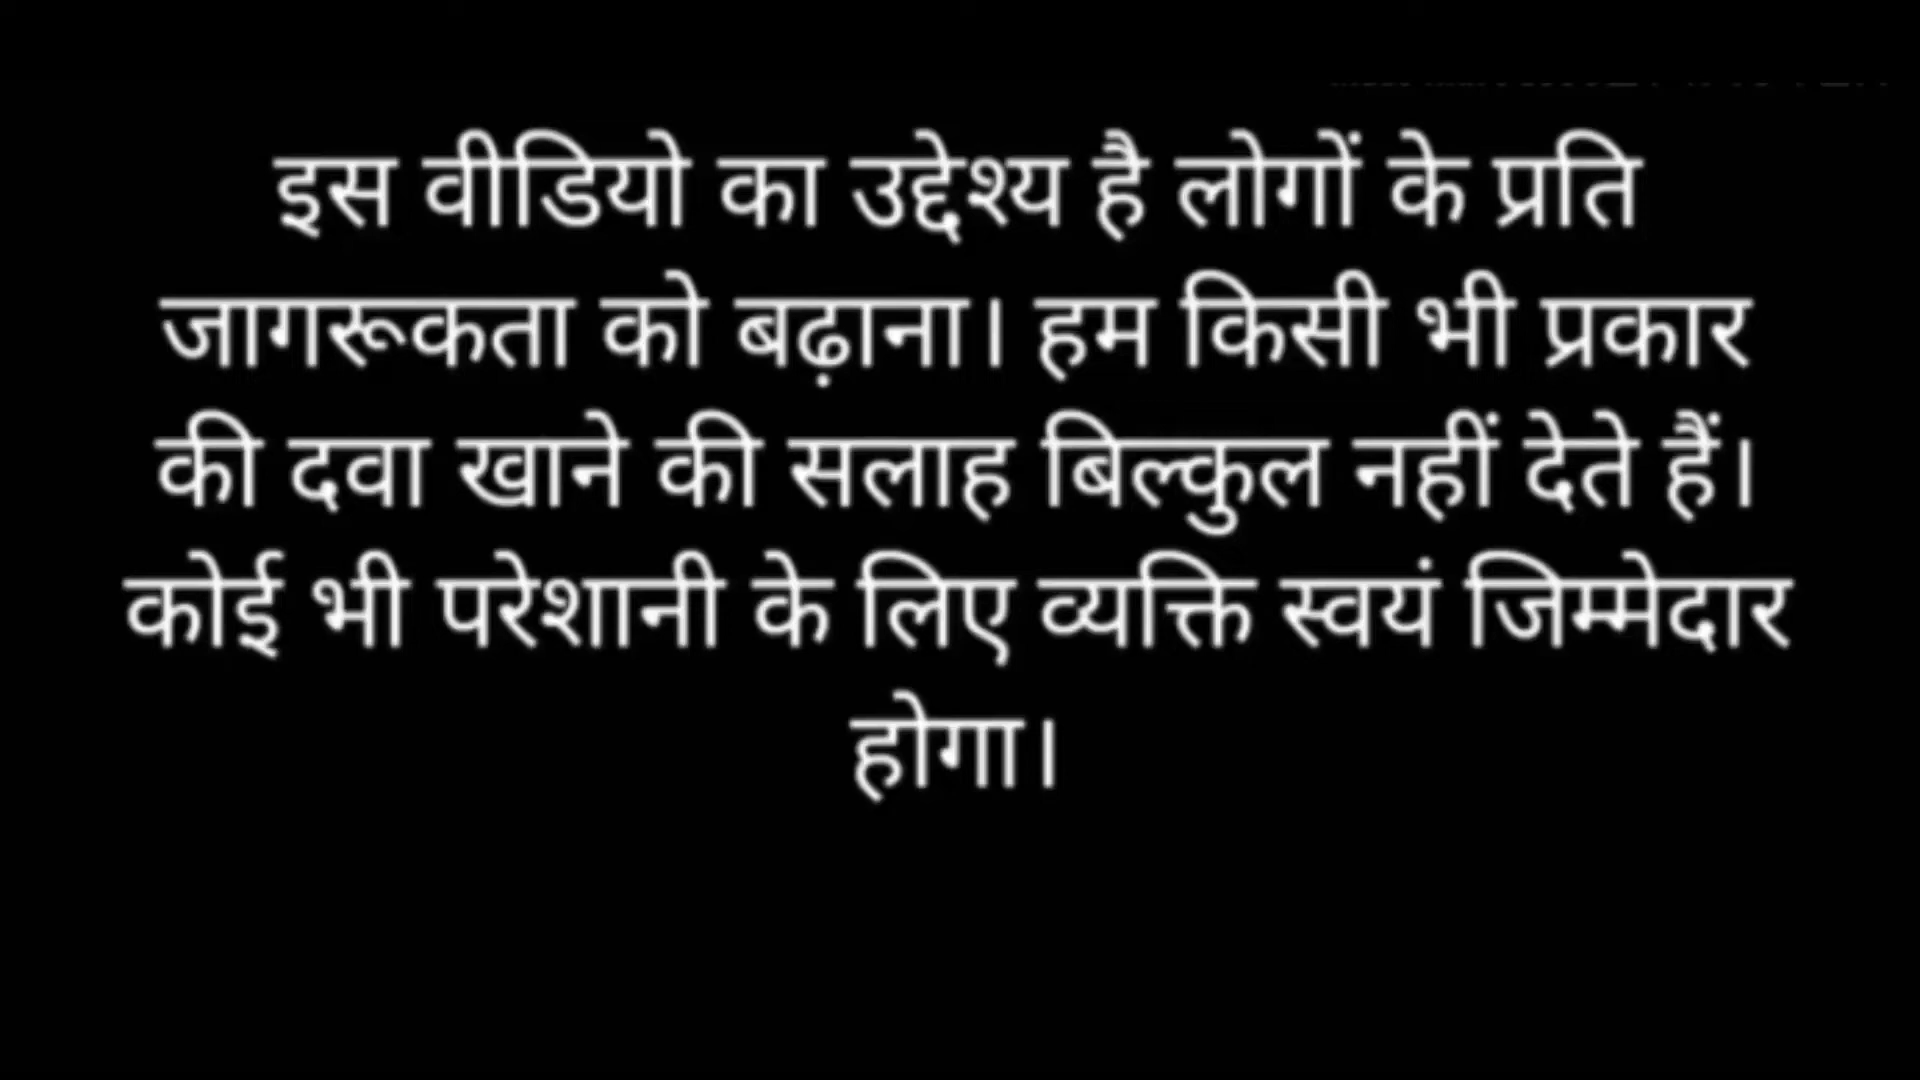 इस वीडियो का उद्देश्य है लोगों के प्रति
जागरूकता को बढ़ाना। हम किसी भी प्रकार
की दवा खाने की सलाह बिल्कुल नहीं देते हैं।
कोई भी परेशानी के लिए व्यक्ति स्वयं जिम्मेदार
होगा।